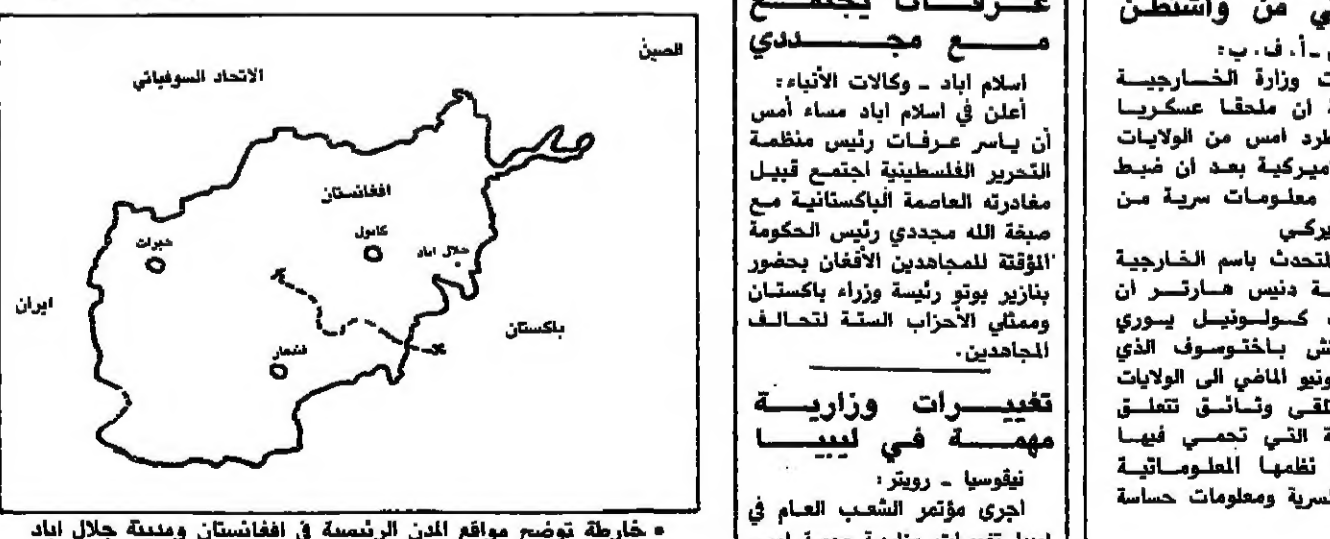 ي من واشنطن
ـ أ. ف. ب:
ت وزارة الخارجية
ة ان ملحقا عسكريا
طرد امس من الولايات
اميركية بعد ان ضبط
معلومات سرية من
يركي
لتحدث باسم الخارجية
ـة دنيس هارتر ان
كولونيل يوري
ش باختوسوف الذي
ونيو الماضي الى الولايات
لقى وثائق تتعلق
ة التي تحمي فيها
نظمها المعلوماتية
لسرية ومعلومات حساسة
عرفات يجتمع
مع مجددي
اسلام اباد ـ وكالات الأنباء:
أعلن في اسلام اباد مساء أمس
أن ياسر عرفات رئيس منظمة
التحرير الفلسطينية اجتمع قبيل
مغادرته العاصمة الباكستانية مع
صبغة الله مجددي رئيس الحكومة
المؤقتة للمجاهدين الأفغان بحضور
بنازير بوتو رئيسة وزراء باكستان
وممثلي الأحزاب الستة لتحالف
المجاهدين.
تغييرات وزارية
مهمة في ليبيا
نيقوسيا ـ رويتر:
اجرى مؤتمر الشعب العام في
الصين
الاتحاد السوفياتي
افغانستان
كابول
هيرات
جلال اباد
ايران
باكستان
قندهار
▪ خارطة توضح مواقع المدن الرئيسية في افغانستان ومدينة جلال اباد